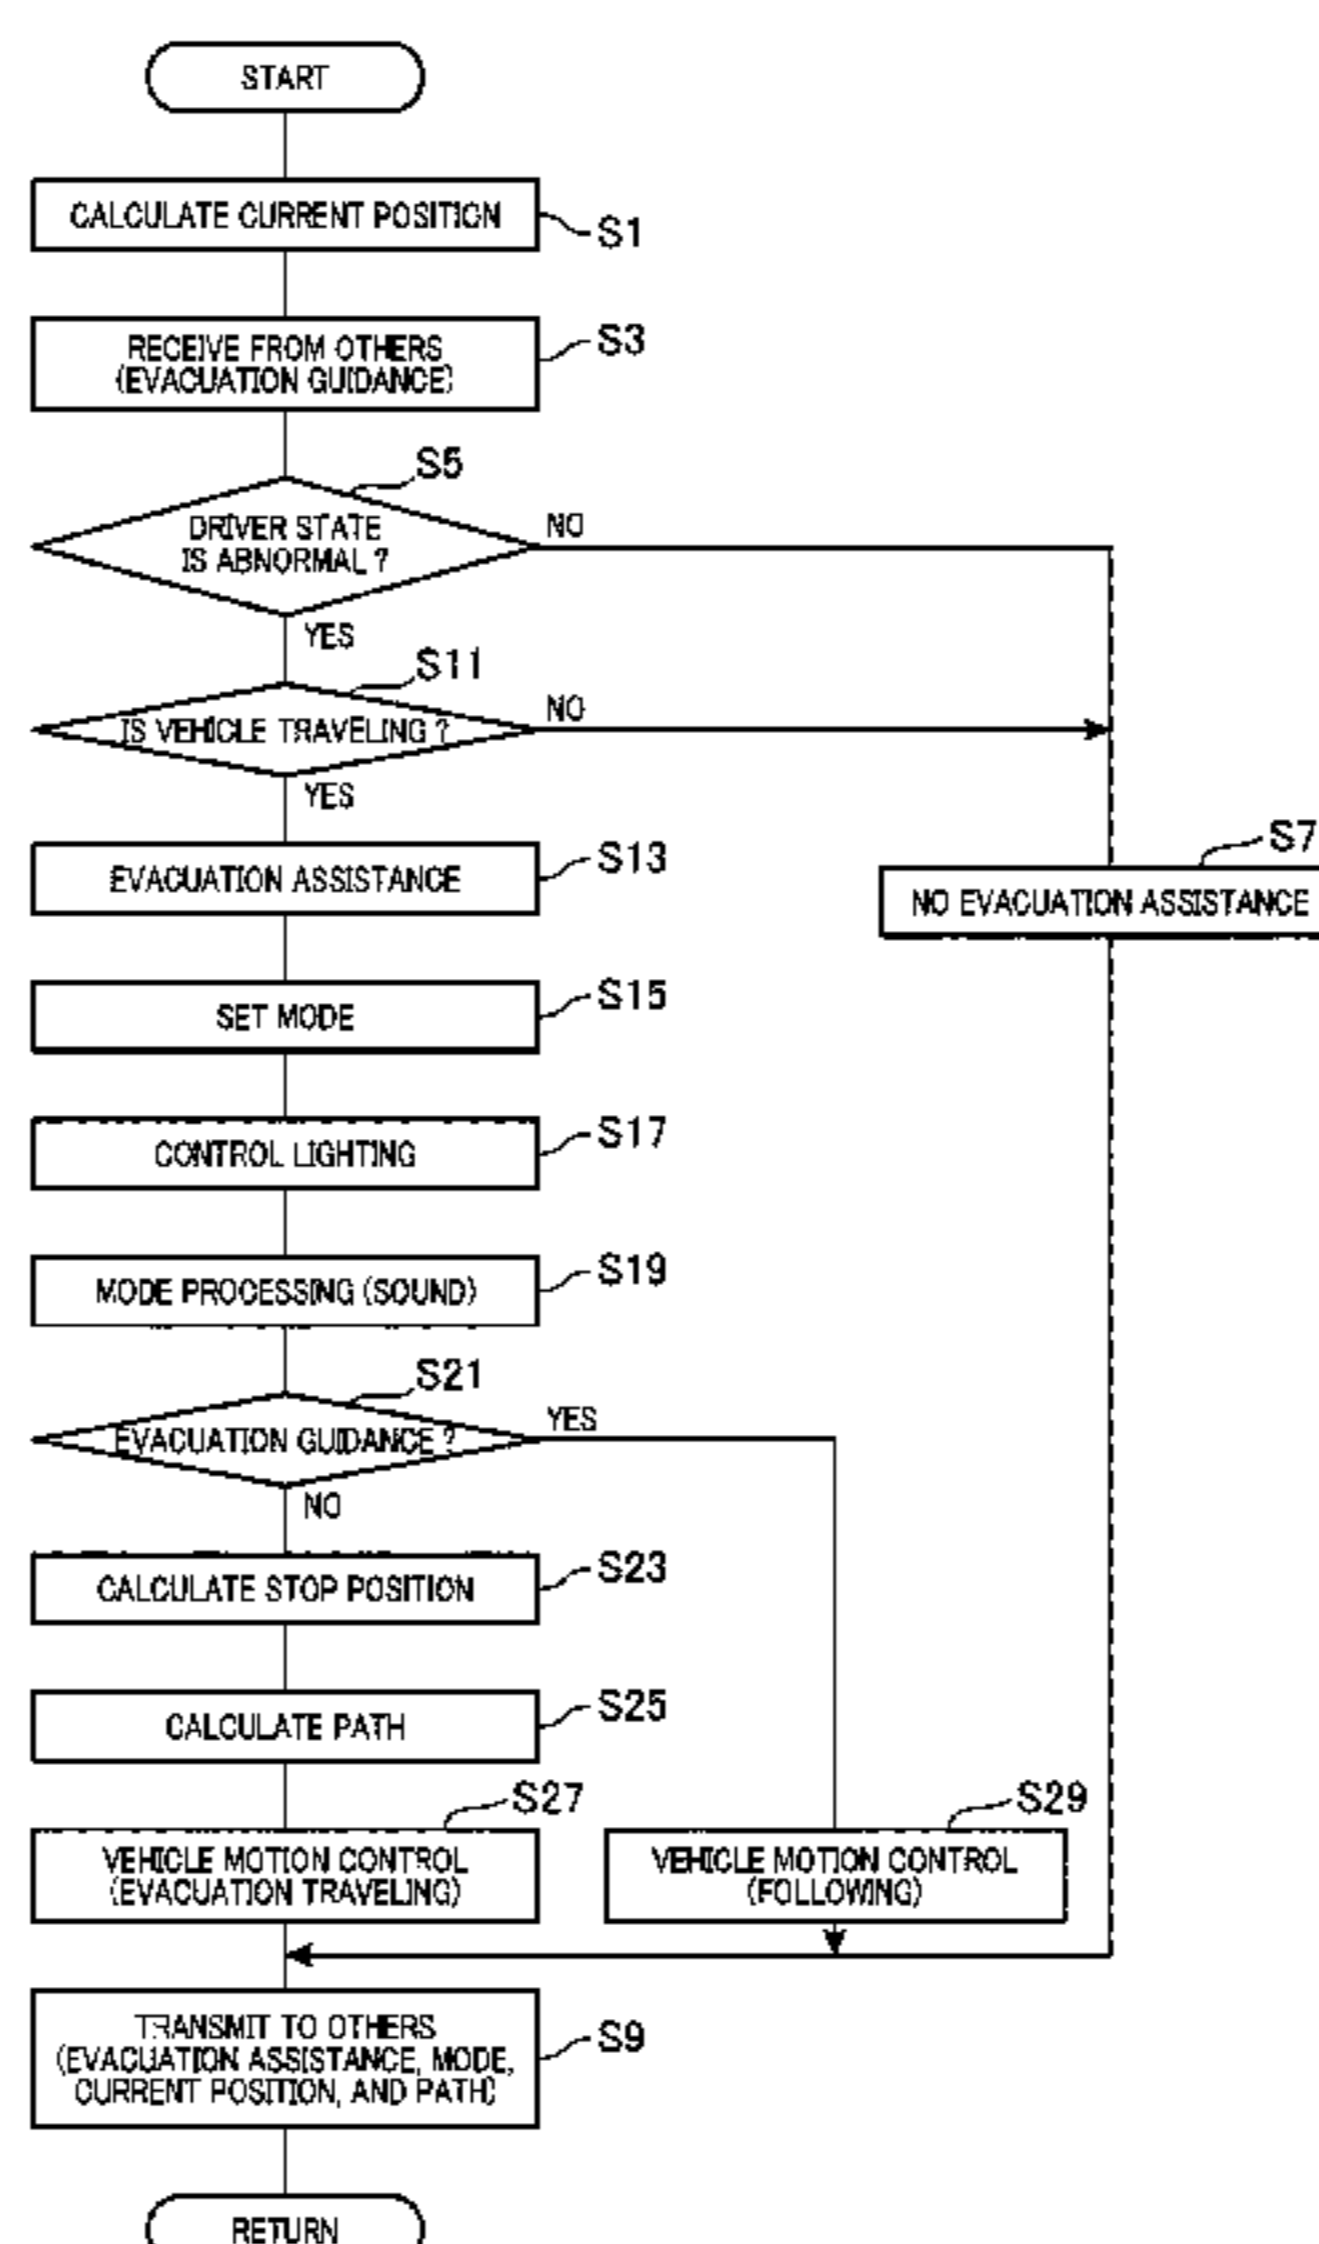 START
CALCULATE CURRENT POSITION
S1
RECEIVE FROM OTHERS
(EVACUATION GUIDANCE)
S3
S5
DRIVER STATE
IS ABNORMAL ?
NO
YES
S11
IS VEHICLE TRAVELING ?
NO
YES
EVACUATION ASSISTANCE
S13
S7
NO EVACUATION ASSISTANCE
SET MODE
S15
CONTROL LIGHTING
S17
MODE PROCESSING (SOUND)
S19
S21
EVACUATION GUIDANCE ?
YES
NO
CALCULATE STOP POSITION
S23
CALCULATE PATH
S25
S27
VEHICLE MOTION CONTROL
(EVACUATION TRAVELING)
S29
VEHICLE MOTION CONTROL
(FOLLOWING)
TRANSMIT TO OTHERS
(EVACUATION ASSISTANCE, MODE,
CURRENT POSITION, AND PATH)
S9
RETURN